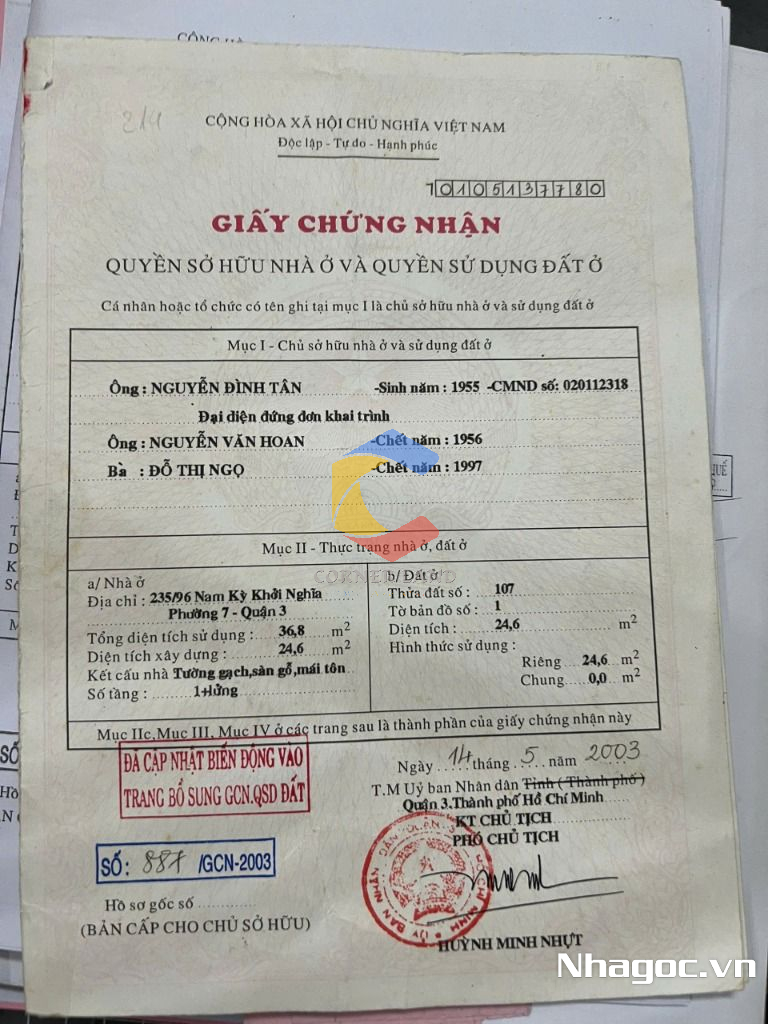 214
CỘNG HÒA XÃ HỘI CHỦ NGHĨA VIỆT NAM
Độc lập - Tự do - Hạnh phúc
7010513 7780
GIẤY CHỨNG NHẬN
QUYỀN SỞ HỮU NHÀ Ở VÀ QUYỀN SỬ DỤNG ĐẤT Ở
Cá nhân hoặc tổ chức có tên ghi tại mục I là chủ sở hữu nhà ở và sử dụng đất ở
Mục I - Chủ sở hữu nhà ở và sử dụng đất ở
Ông : NGUYỄN ĐÌNH TÂN -Sinh năm : 1955 -CMND số: 020112318
Đại diện đứng đơn khai trình
Ông : NGUYỄN VĂN HOAN -Chết năm : 1956
Bà : ĐỖ THỊ NGỌ -Chết năm : 1997
Mục II - Thực trạng nhà ở, đất ở
CORNER LAND
a/ Nhà ở
Địa chỉ : 235/96 Nam Kỳ Khởi Nghĩa
Phường 7 - Quận 3
Tổng diện tích sử dụng : 36,8 m2
Diện tích xây dựng : 24,6 m2
Kết cấu nhà Tường gạch,sàn gỗ,mái tôn
Số tầng : 1+lửng
b/ Đất ở
Thửa đất số : 107
Tờ bản đồ số : 1
Diện tích : 24,6 m2
Hình thức sử dụng :
Riêng 24,6 m2
Chung 0,0 m2
Mục IIc,Mục III, Mục IV ở các trang sau là thành phần của giấy chứng nhận này
ĐÃ CẬP NHẬT BIẾN ĐỘNG VÀO
TRANG BỔ SUNG GCN.QSD ĐẤT
Ngày 14 tháng 5 năm 2003
T.M Uỷ ban Nhân dân Tỉnh ( Thành phố )
Quận 3.Thành phố Hồ Chí Minh
KT CHỦ TỊCH
PHÓ CHỦ TỊCH
SỐ: 887 /GCN-2003
Hồ sơ gốc số
(BẢN CẤP CHO CHỦ SỞ HỮU)
HUỲNH MINH NHỰT
Nhagoc.vn